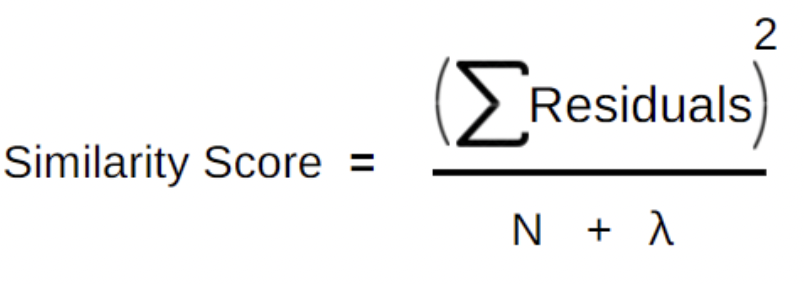 Similarity Score = (∑Residuals)²
N + λ